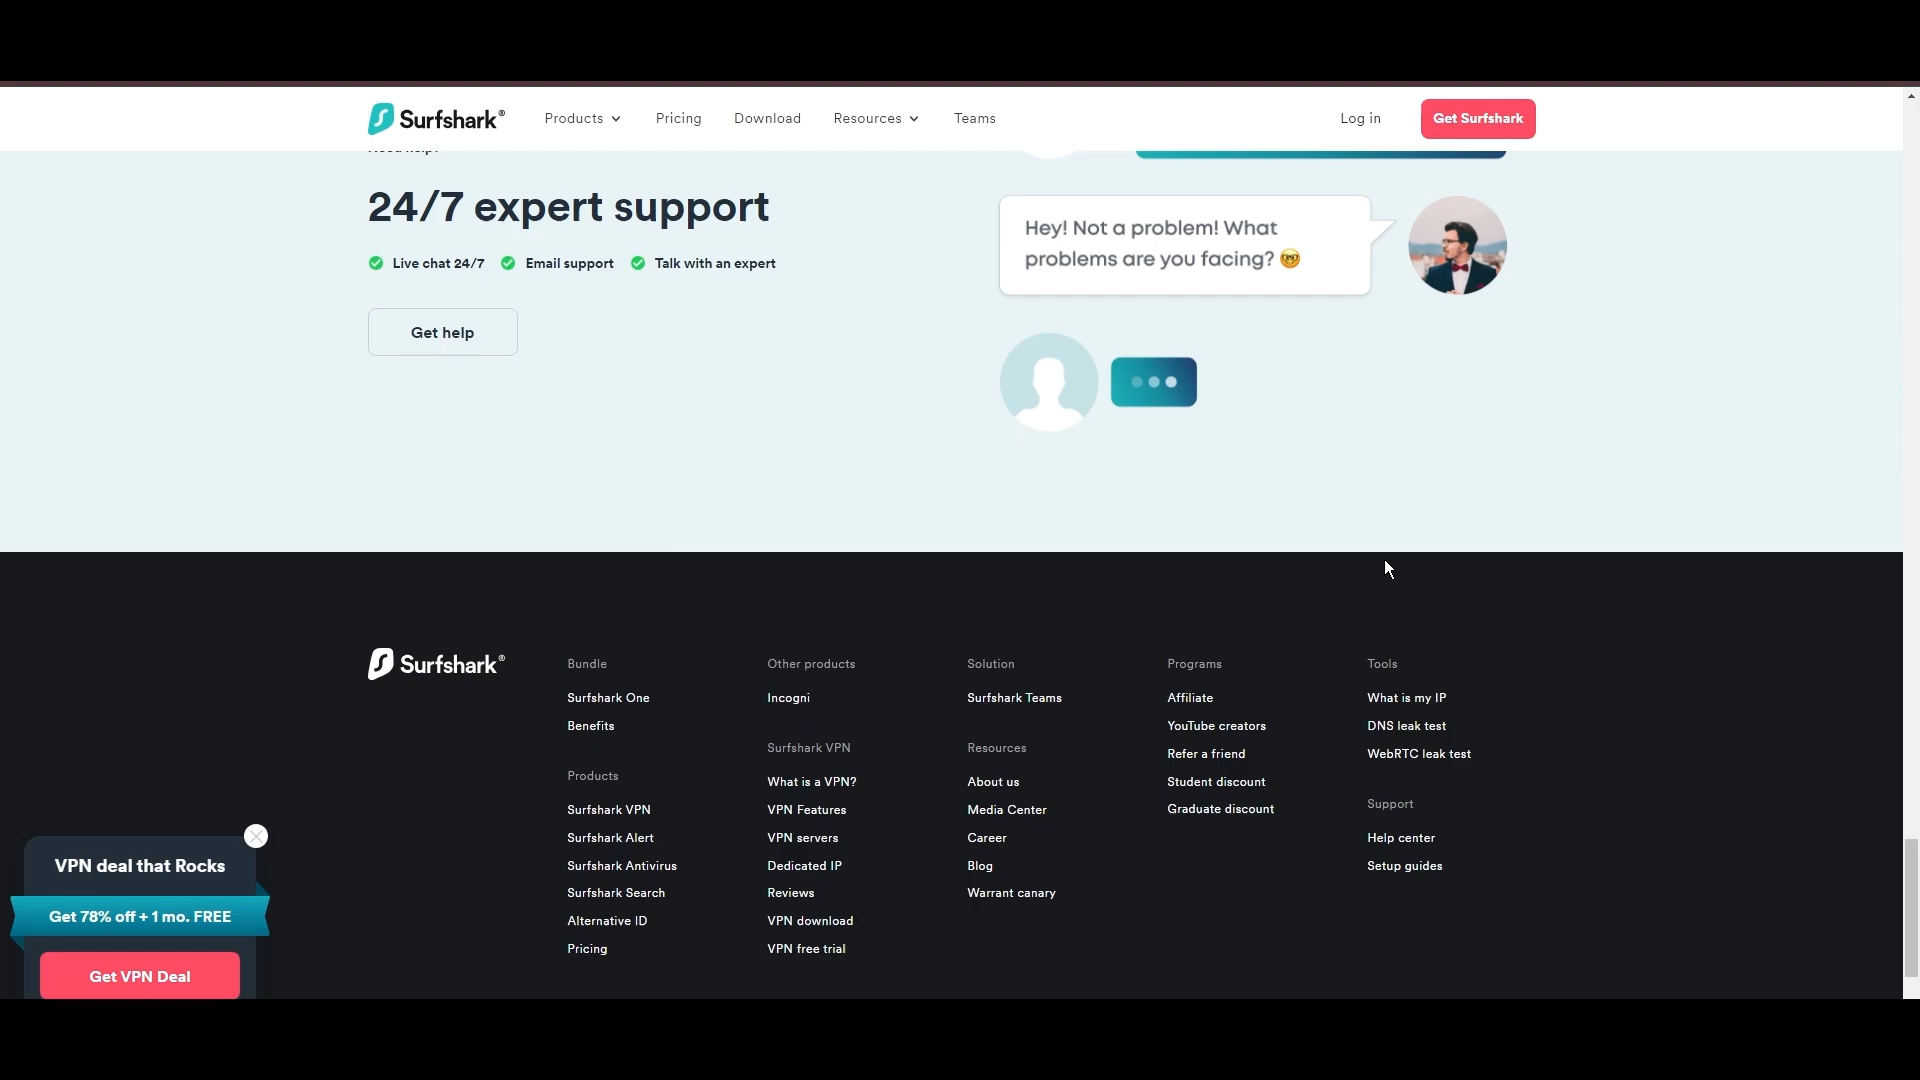 Surfshark®
Products
Pricing
Download
Resources
Teams
Log in
Get Surfshark
24/7 expert support
Live chat 24/7
Email support
Talk with an expert
Get help
Hey! Not a problem! What
problems are you facing? 🤓
Surfshark®
Bundle
Surfshark One
Benefits
Products
Surfshark VPN
Surfshark Alert
Surfshark Antivirus
Surfshark Search
Alternative ID
Pricing
Other products
Incogni
Surfshark VPN
What is a VPN?
VPN Features
VPN servers
Dedicated IP
Reviews
VPN download
VPN free trial
Solution
Surfshark Teams
Resources
About us
Media Center
Career
Blog
Warrant canary
Programs
Affiliate
YouTube creators
Refer a friend
Student discount
Graduate discount
Tools
What is my IP
DNS leak test
WebRTC leak test
Support
Help center
Setup guides
VPN deal that Rocks
Get 78% off + 1 mo. FREE
Get VPN Deal